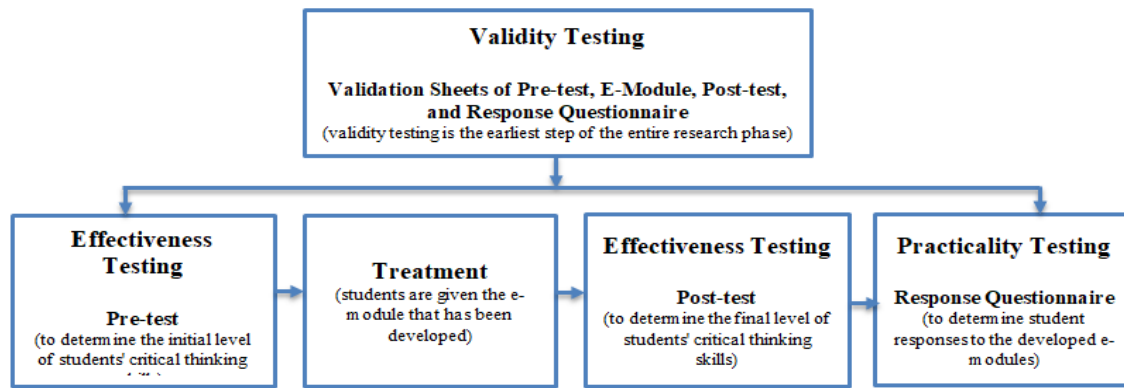 Validity Testing
Validation Sheets of Pre-test, E-Module, Post-test,
and Response Questionnaire
(validity testing is the earliest step of the entire research phase)
Effectiveness
Testing
Pre-test
(to determine the initial level
of students' critical thinking
Treatment
(students are given the e-
module that has been
developed)
Effectiveness Testing
Post-test
(to determine the final level of
students' critical thinking
skills)
Practicality Testing
Response Questionnaire
(to determine student
responses to the developed e-
modules)